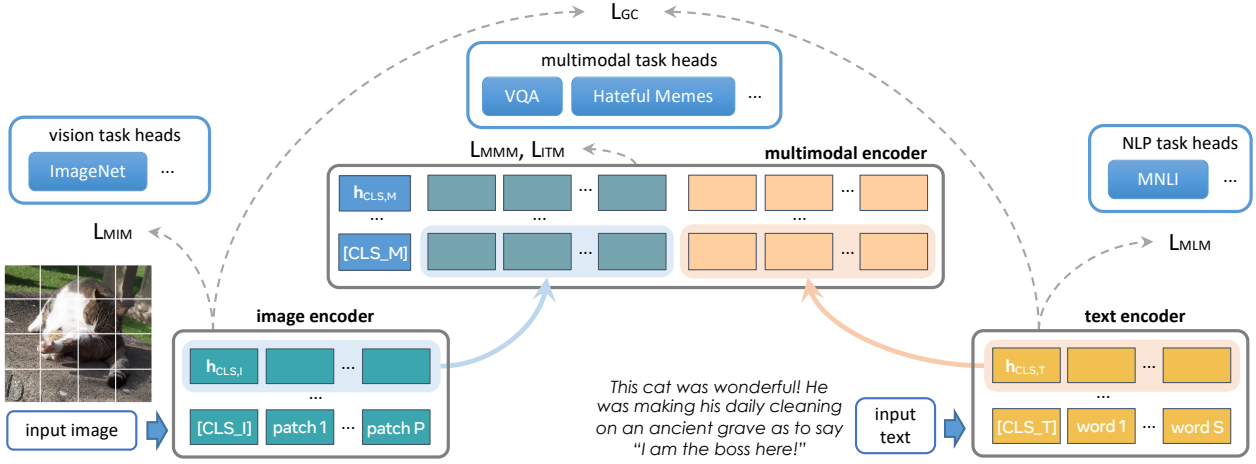 LGC
multimodal task heads
VQA
Hateful Memes
...
vision task heads
ImageNet
...
NLP task heads
MNLI
...
LMMM, LITM
multimodal encoder
hCLS,M
...
...
...
...
...
[CLS_M]
...
...
LMIM
LMLM
image encoder
hCLS,I
...
...
[CLS_I]
patch 1
...
patch P
input image
This cat was wonderful! He
was making his daily cleaning
on an ancient grave as to say
“I am the boss here!”
input
text
text encoder
hCLS,T
...
...
[CLS_T]
word 1
...
word S